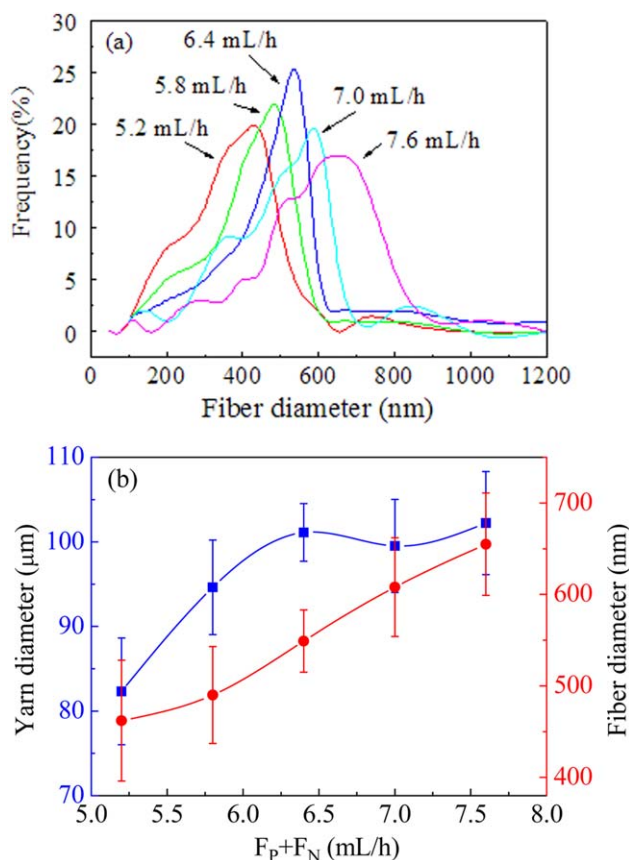 (a)
6.4 mL/h
5.8 mL/h
7.0 mL/h
5.2 mL/h
7.6 mL/h
Frequency(%)
30
25
20
15
10
5
0
0 200 400 600 800 1000 1200
Fiber diameter (nm)
(b)
Yarn diameter (μm)
110
100
90
80
70
Fiber diameter (nm)
700
600
500
400
5.0 5.5 6.0 6.5 7.0 7.5 8.0
F_P+F_N (mL/h)